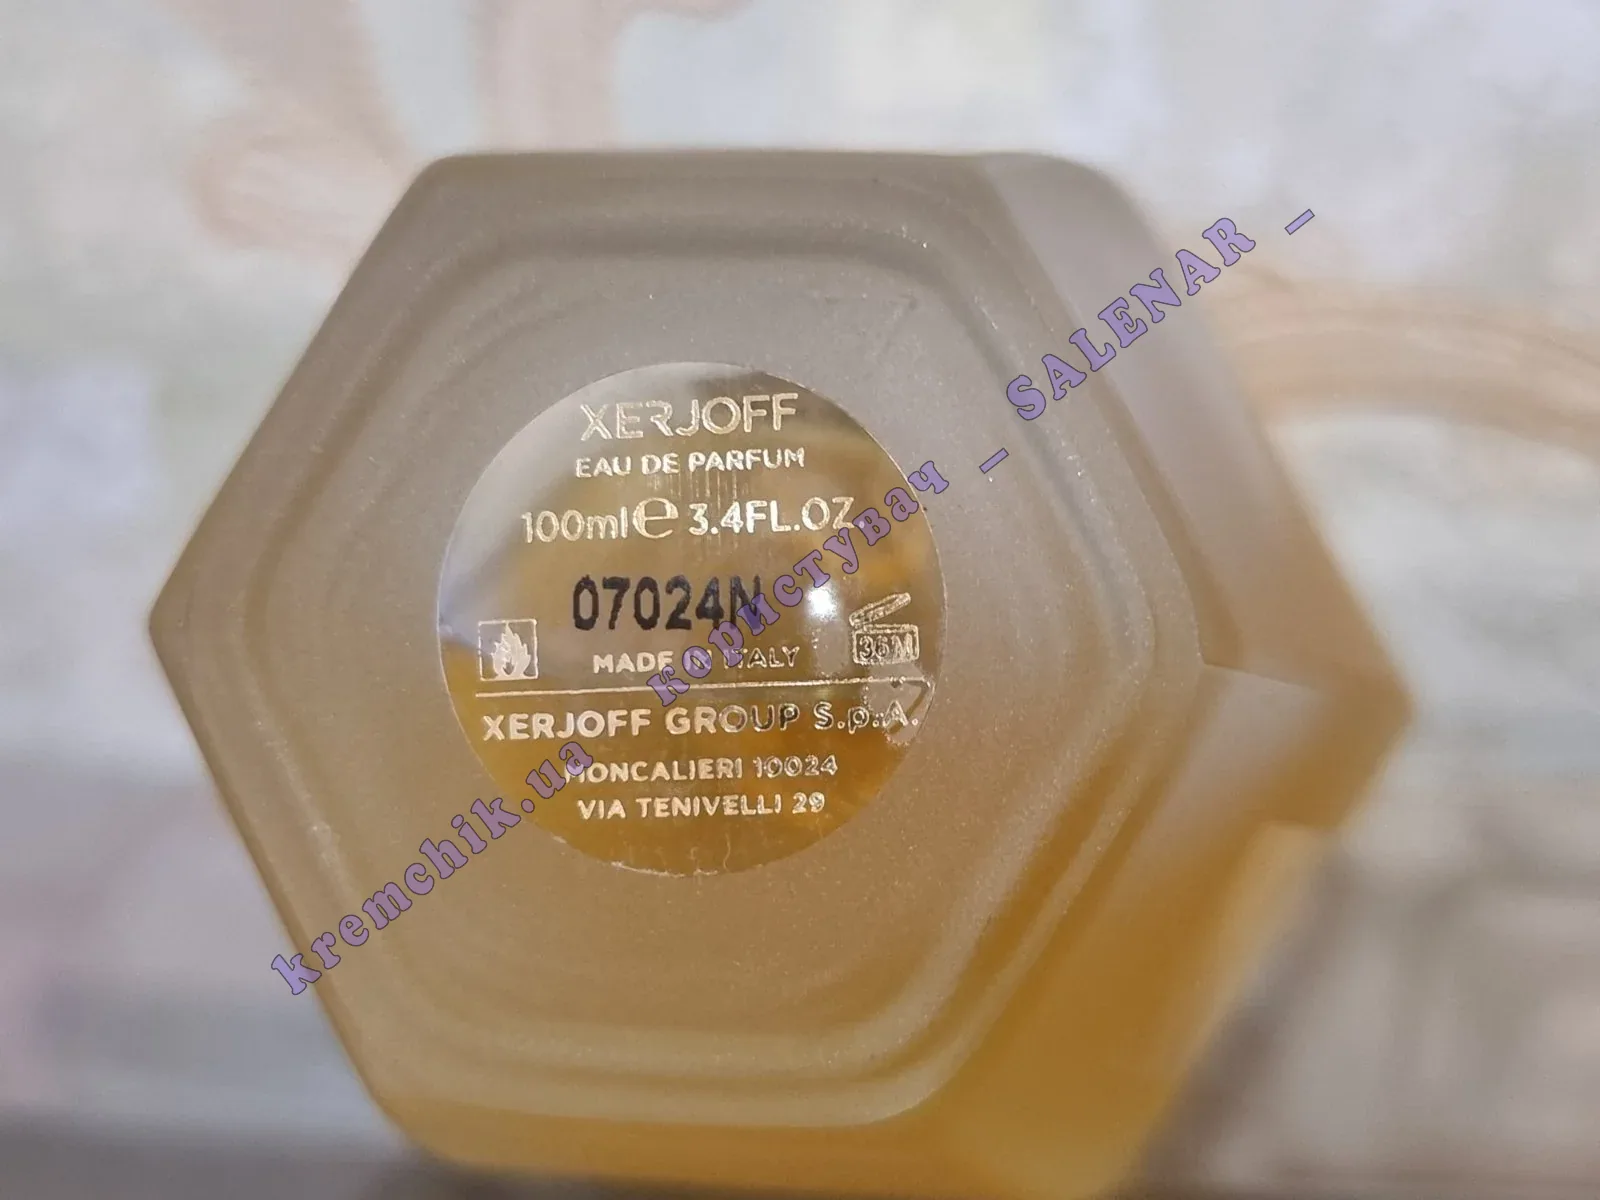 XERJOFF
EAU DE PARFUM
100ml e 3.4FL.OZ.
07024N
36M
MADE IN ITALY
XERJOFF GROUP S.p.A.
MONCALIERI 10024
VIA TENIVELLI 29
kremchik.ua користувач _ SALENAR _